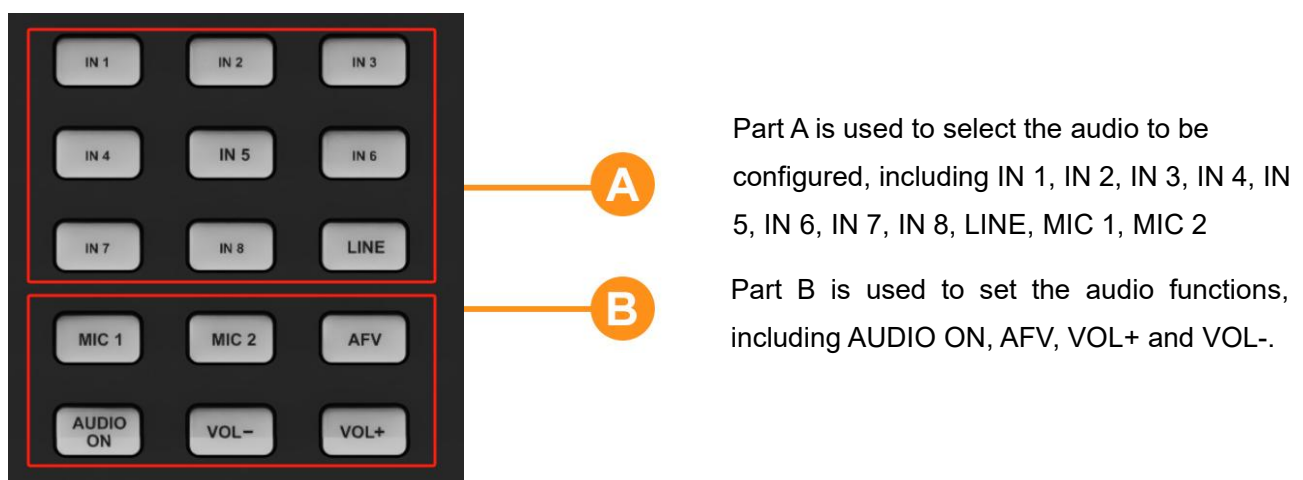 IN 1
IN 2
IN 3
IN 4
IN 5
IN 6
IN 7
IN 8
LINE
MIC 1
MIC 2
AFV
AUDIO
ON
VOL−
VOL+
A
B
Part A is used to select the audio to be
configured, including IN 1, IN 2, IN 3, IN 4, IN
5, IN 6, IN 7, IN 8, LINE, MIC 1, MIC 2
Part B is used to set the audio functions,
including AUDIO ON, AFV, VOL+ and VOL-.